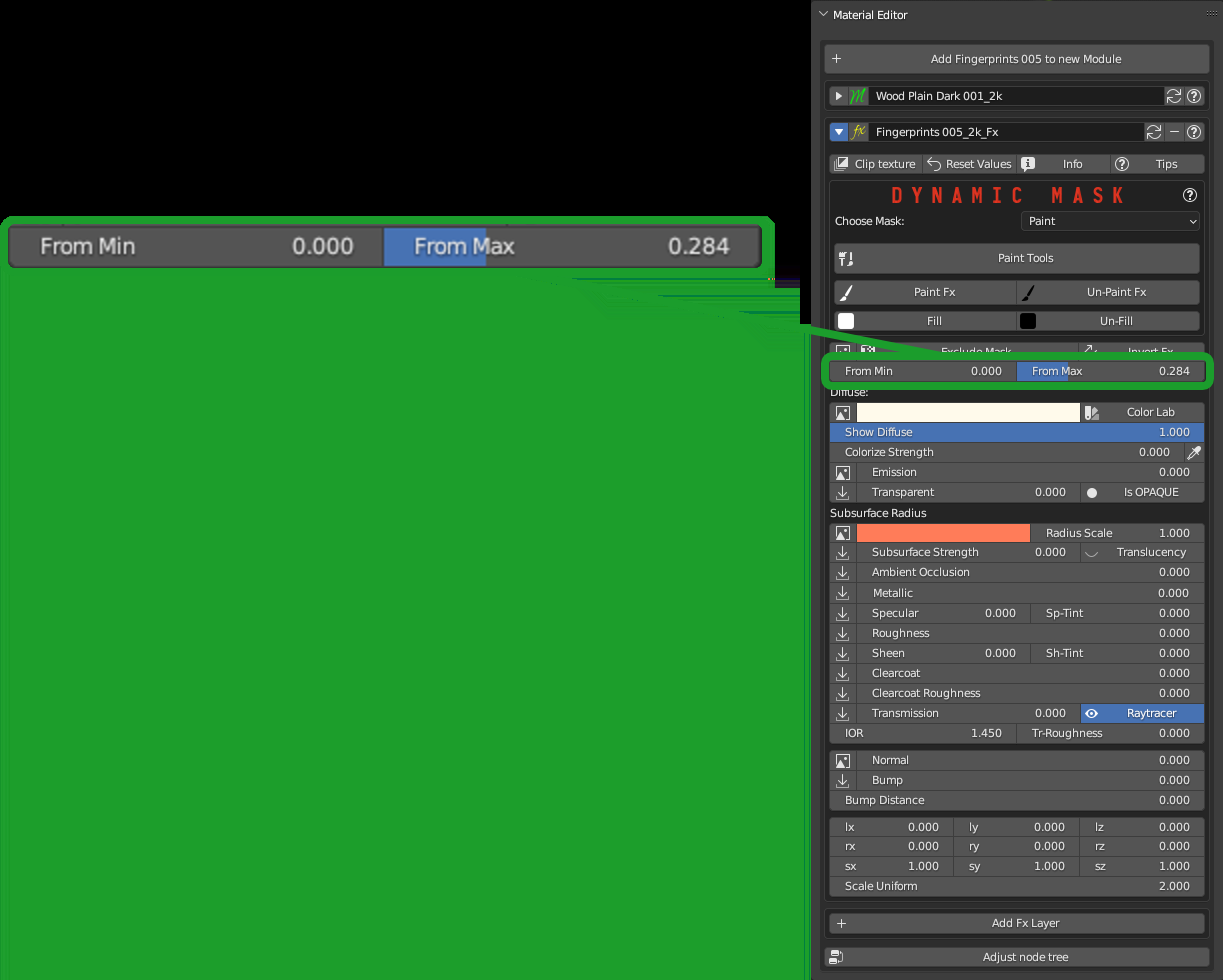 Material Editor
Add Fingerprints 005 to new Module
Wood Plain Dark 001_2k
Fingerprints 005_2k_Fx
Clip texture Reset Values Info Tips
DYNAMIC MASK
Choose Mask: Paint
Paint Tools
Paint Fx Un-Paint Fx
Fill Un-Fill
Exclude Mask Invert Fx
From Min 0.000 From Max 0.284
From Min 0.000 From Max 0.284
Diffuse:
Color Lab
Show Diffuse 1.000
Colorize Strength 0.000
Emission 0.000
Transparent 0.000 Is OPAQUE
Subsurface Radius
Radius Scale 1.000
Subsurface Strength 0.000 Translucency
Ambient Occlusion 0.000
Metallic 0.000
Specular 0.000 Sp-Tint 0.000
Roughness 0.000
Sheen 0.000 Sh-Tint 0.000
Clearcoat 0.000
Clearcoat Roughness 0.000
Transmission 0.000 Raytracer
IOR 1.450 Tr-Roughness 0.000
Normal 0.000
Bump 0.000
Bump Distance 0.000
lx 0.000 ly 0.000 lz 0.000
rx 0.000 ry 0.000 rz 0.000
sx 1.000 sy 1.000 sz 1.000
Scale Uniform 2.000
Add Fx Layer
Adjust node tree